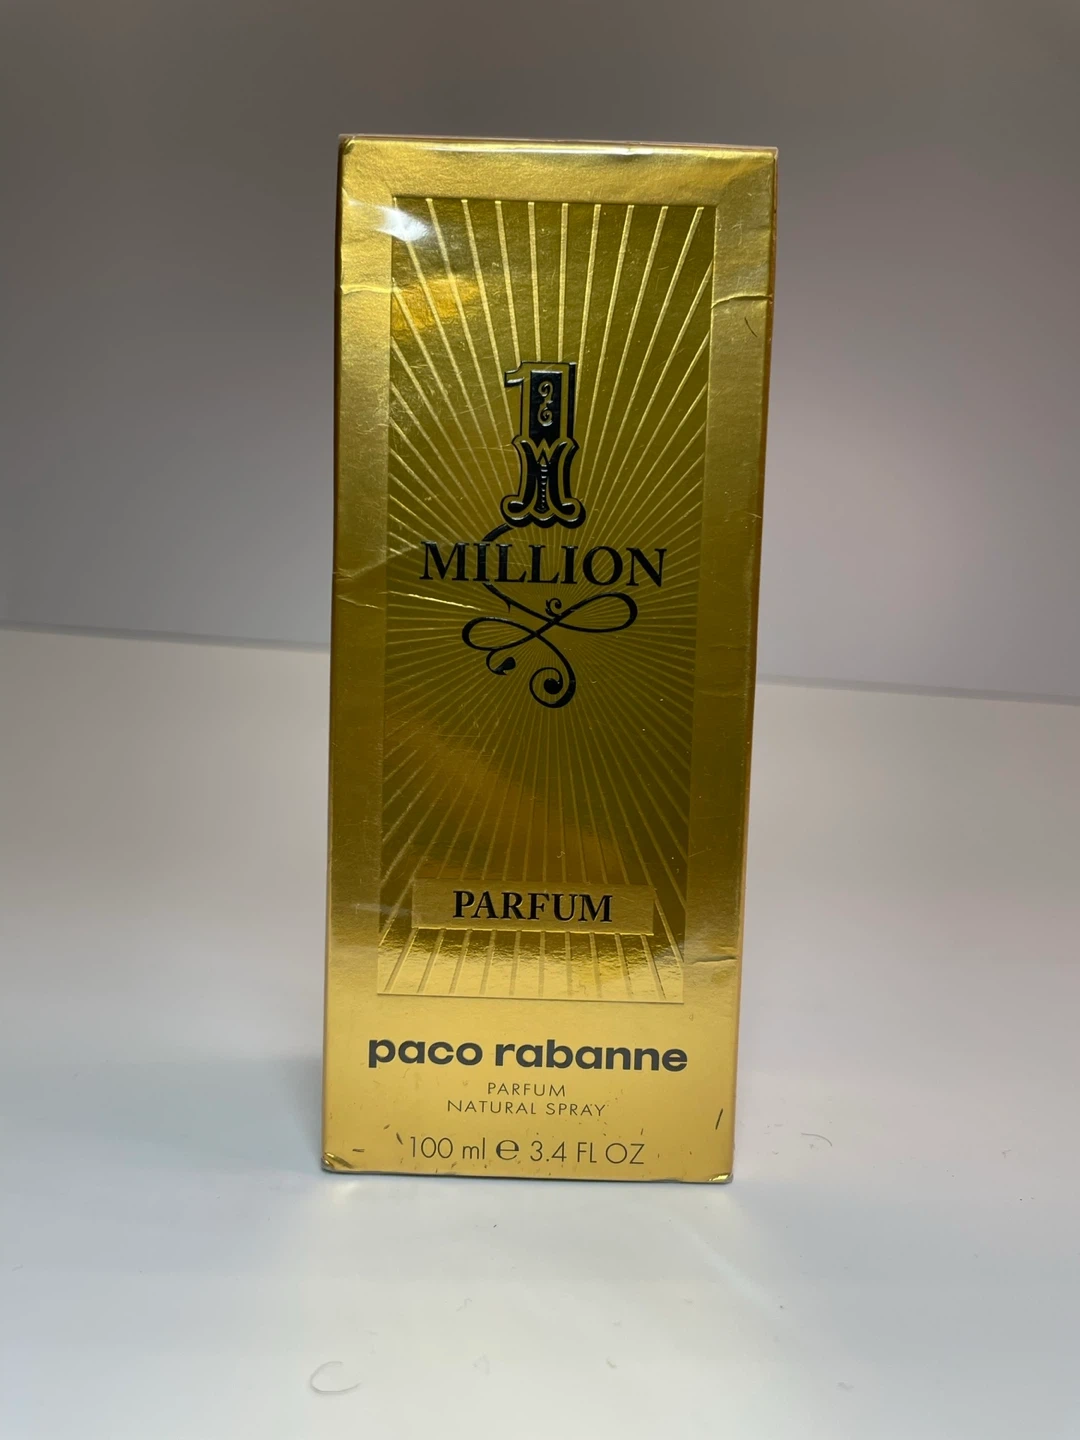 1
MILLION
PARFUM
paco rabanne
PARFUM
NATURAL SPRAY
100 ml ℮ 3.4 FL OZ